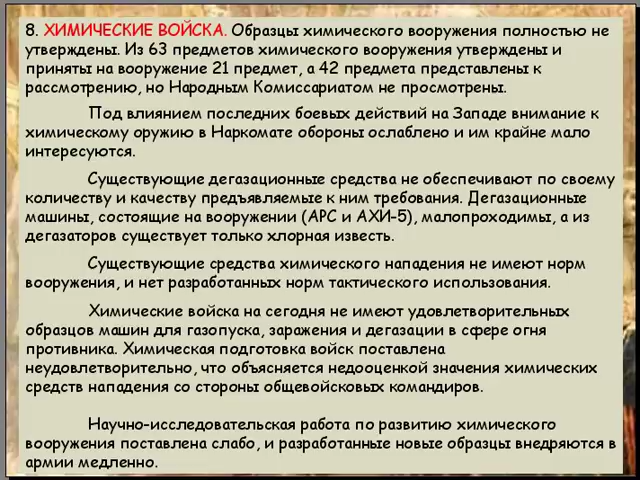 8. ХИМИЧЕСКИЕ ВОЙСКА. Образцы химического вооружения полностью не
утверждены. Из 63 предметов химического вооружения утверждены и
приняты на вооружение 21 предмет, а 42 предмета представлены к
рассмотрению, но Народным Комиссариатом не просмотрены.
Под влиянием последних боевых действий на Западе внимание к
химическому оружию в Наркомате обороны ослаблено и им крайне мало
интересуются.
Существующие дегазационные средства не обеспечивают по своему
количеству и качеству предъявляемые к ним требования. Дегазационные
машины, состоящие на вооружении (АРС и АХИ-5), малопроходимы, а из
дегазаторов существует только хлорная известь.
Существующие средства химического нападения не имеют норм
вооружения, и нет разработанных норм тактического использования.
Химические войска на сегодня не имеют удовлетворительных
образцов машин для газопуска, заражения и дегазации в сфере огня
противника. Химическая подготовка войск поставлена
неудовлетворительно, что объясняется недооценкой значения химических
средств нападения со стороны общевойсковых командиров.
Научно-исследовательская работа по развитию химического
вооружения поставлена слабо, и разработанные новые образцы внедряются в
армии медленно.